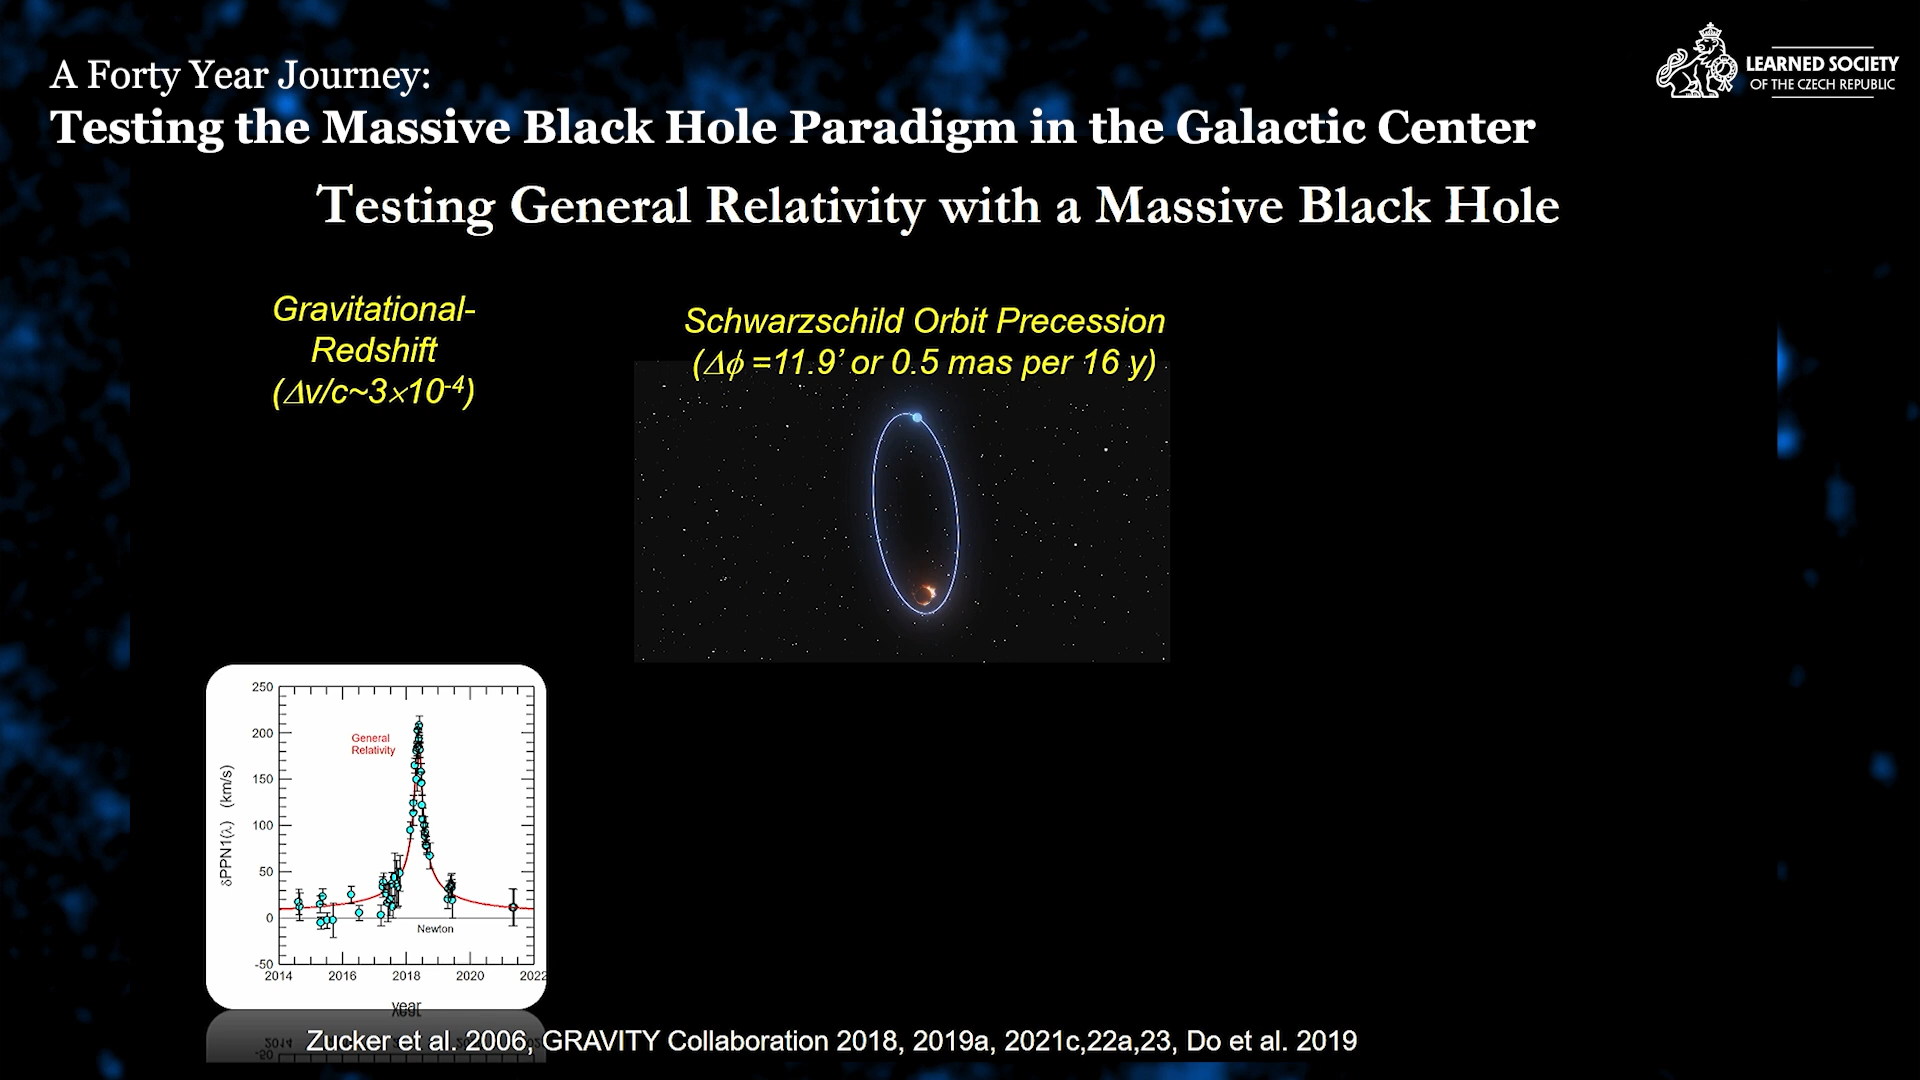 A Forty Year Journey:
Testing the Massive Black Hole Paradigm in the Galactic Center
LEARNED SOCIETY
OF THE CZECH REPUBLIC
Testing General Relativity with a Massive Black Hole
Gravitational-
Redshift
(Δv/c~3×10⁻⁴)
Schwarzschild Orbit Precession
(Δϕ =11.9’ or 0.5 mas per 16 y)
250
200
150
100
50
0
-50
δPPN1(λ) (km/s)
General
Relativity
Newton
2014 2016 2018 2020 2022
year
Zucker et al. 2006, GRAVITY Collaboration 2018, 2019a, 2021c,22a,23, Do et al. 2019